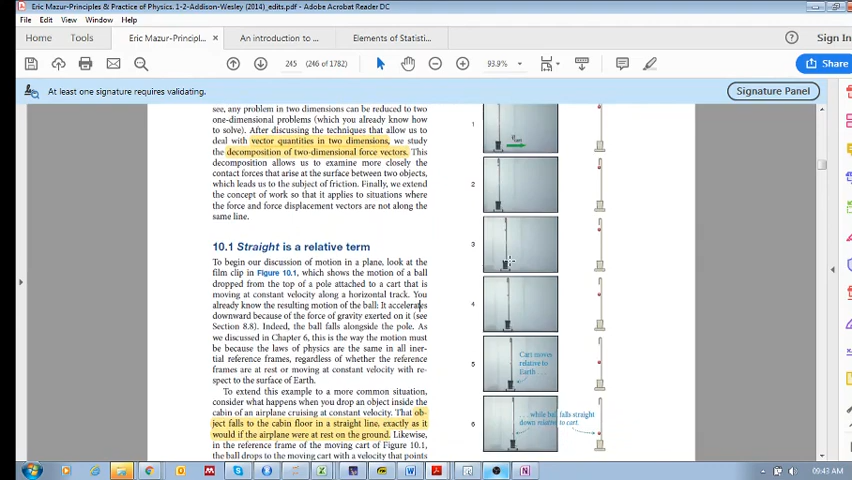 Eric Mazur-Principles & Practice of Physics. 1-2-Addison-Wesley (2014)_edits.pdf - Adobe Acrobat Reader DC
File Edit View Window Help
Home Tools Eric Mazur-Principl... × An introduction to ... Elements of Statisti... Sign In
245 (246 of 1782) 93.9% Share
At least one signature requires validating. Signature Panel
see, any problem in two dimensions can be reduced to two
one-dimensional problems (which you already know how
to solve). After discussing the techniques that allow us to
deal with vector quantities in two dimensions, we study
the decomposition of two-dimensional force vectors. This
decomposition allows us to examine more closely the
contact forces that arise at the surface between two objects,
which leads us to the subject of friction. Finally, we extend
the concept of work so that it applies to situations where
the force and force displacement vectors are not along the
same line.
10.1 Straight is a relative term
To begin our discussion of motion in a plane, look at the
film clip in Figure 10.1, which shows the motion of a ball
dropped from the top of a pole attached to a cart that is
moving at constant velocity along a horizontal track. You
already know the resulting motion of the ball: It accelerates
downward because of the force of gravity exerted on it (see
Section 8.8). Indeed, the ball falls alongside the pole. As
we discussed in Chapter 6, this is the way the motion must
be because the laws of physics are the same in all iner-
tial reference frames, regardless of whether the reference
frames are at rest or moving at constant velocity with re-
spect to the surface of Earth.
To extend this example to a more common situation,
consider what happens when you drop an object inside the
cabin of an airplane cruising at constant velocity. That ob-
ject falls to the cabin floor in a straight line, exactly as it
would if the airplane were at rest on the ground. Likewise,
in the reference frame of the moving cart of Figure 10.1,
the ball drops to the moving cart with a velocity that points
1
v cart
2
3
4
5
Cart moves
relative to
Earth . . .
6
. . . while ball falls straight
down relative to cart.
09:43 AM